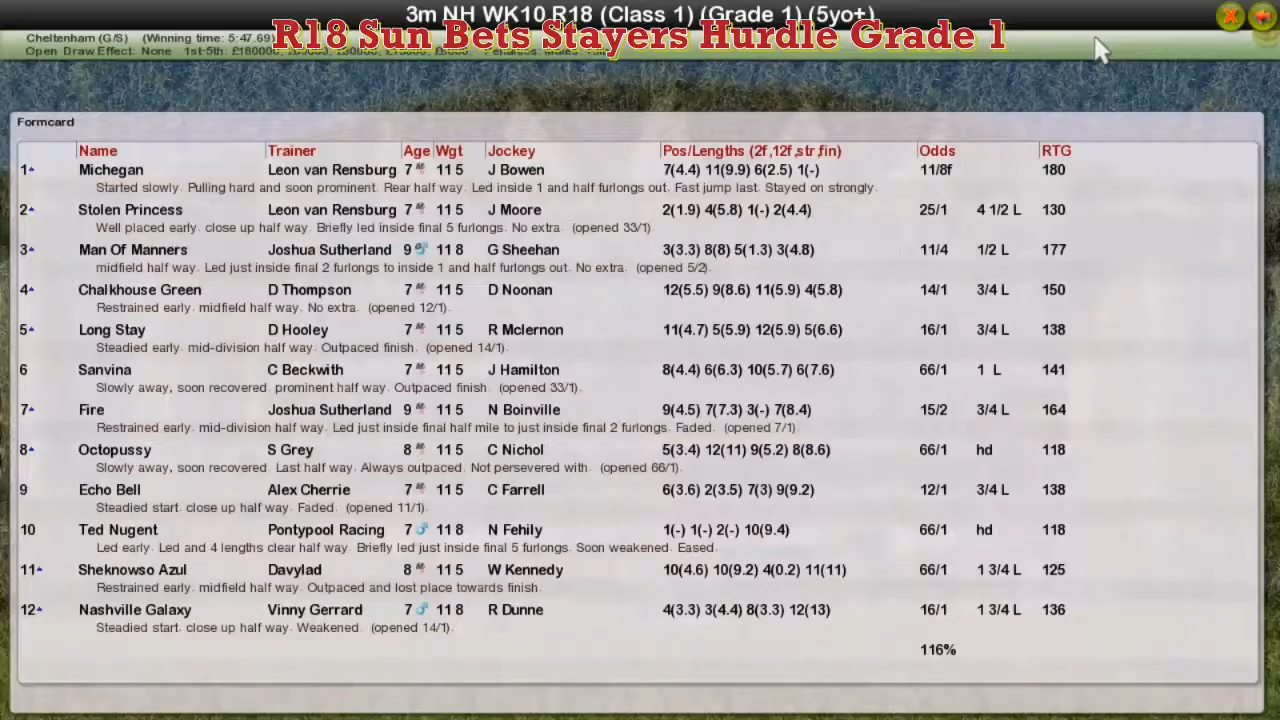 3m NH WK10 R18 (Class 1) (Grade 1) (5yo+)
R18 Sun Bets Stayers Hurdle Grade 1
Cheltenham (G/S) (Winning time: 5:47.69)
Open Draw Effect: None 1st-5th:
Formcard
Name Trainer Age Wgt Jockey Pos/Lengths (2f,12f,str,fin) Odds RTG
1 Michegan Leon van Rensburg 7 11 5 J Bowen 7(4.4) 11(9.9) 6(2.5) 1(-) 11/8f 180
Started slowly. Pulling hard and soon prominent. Rear half way. Led inside 1 and half furlongs out. Fast jump last. Stayed on strongly.
2 Stolen Princess Leon van Rensburg 7 11 5 J Moore 2(1.9) 4(5.8) 1(-) 2(4.4) 25/1 4 1/2 L 130
Well placed early. close up half way. Briefly led inside final 5 furlongs. No extra. (opened 33/1).
3 Man Of Manners Joshua Sutherland 9 11 8 G Sheehan 3(3.3) 8(8) 5(1.3) 3(4.8) 11/4 1/2 L 177
midfield half way. Led just inside final 2 furlongs to inside 1 and half furlongs out. No extra. (opened 5/2).
4 Chalkhouse Green D Thompson 7 11 5 D Noonan 12(5.5) 9(8.6) 11(5.9) 4(5.8) 14/1 3/4 L 150
Restrained early. midfield half way. No extra. (opened 12/1).
5 Long Stay D Hooley 7 11 5 R Mclernon 11(4.7) 5(5.9) 12(5.9) 5(6.6) 16/1 3/4 L 138
Steadied early. mid-division half way. Outpaced finish. (opened 14/1).
6 Sanvina C Beckwith 7 11 5 J Hamilton 8(4.4) 6(6.3) 10(5.7) 6(7.6) 66/1 1 L 141
Slowly away, soon recovered. prominent half way. Outpaced finish. (opened 33/1).
7 Fire Joshua Sutherland 9 11 5 N Boinville 9(4.5) 7(7.3) 3(-) 7(8.4) 15/2 3/4 L 164
Restrained early. mid-division half way. Led just inside final half mile to just inside final 2 furlongs. Faded. (opened 7/1).
8 Octopussy S Grey 8 11 5 C Nichol 5(3.4) 12(11) 9(5.2) 8(8.6) 66/1 hd 118
Slowly away, soon recovered. Last half way. Always outpaced. Not persevered with. (opened 66/1).
9 Echo Bell Alex Cherrie 7 11 5 C Farrell 6(3.6) 2(3.5) 7(3) 9(9.2) 12/1 3/4 L 138
Steadied start. close up half way. Faded. (opened 11/1).
10 Ted Nugent Pontypool Racing 7 11 8 N Fehily 1(-) 1(-) 2(-) 10(9.4) 66/1 hd 118
Led early. Led and 4 lengths clear half way. Briefly led just inside final 5 furlongs. Soon weakened. Eased.
11 Sheknowso Azul Davylad 8 11 5 W Kennedy 10(4.6) 10(9.2) 4(0.2) 11(11) 66/1 1 3/4 L 125
Restrained early. midfield half way. Outpaced and lost place towards finish.
12 Nashville Galaxy Vinny Gerrard 7 11 8 R Dunne 4(3.3) 3(4.4) 8(3.3) 12(13) 16/1 1 3/4 L 136
Steadied start. close up half way. Weakened. (opened 14/1).
116%